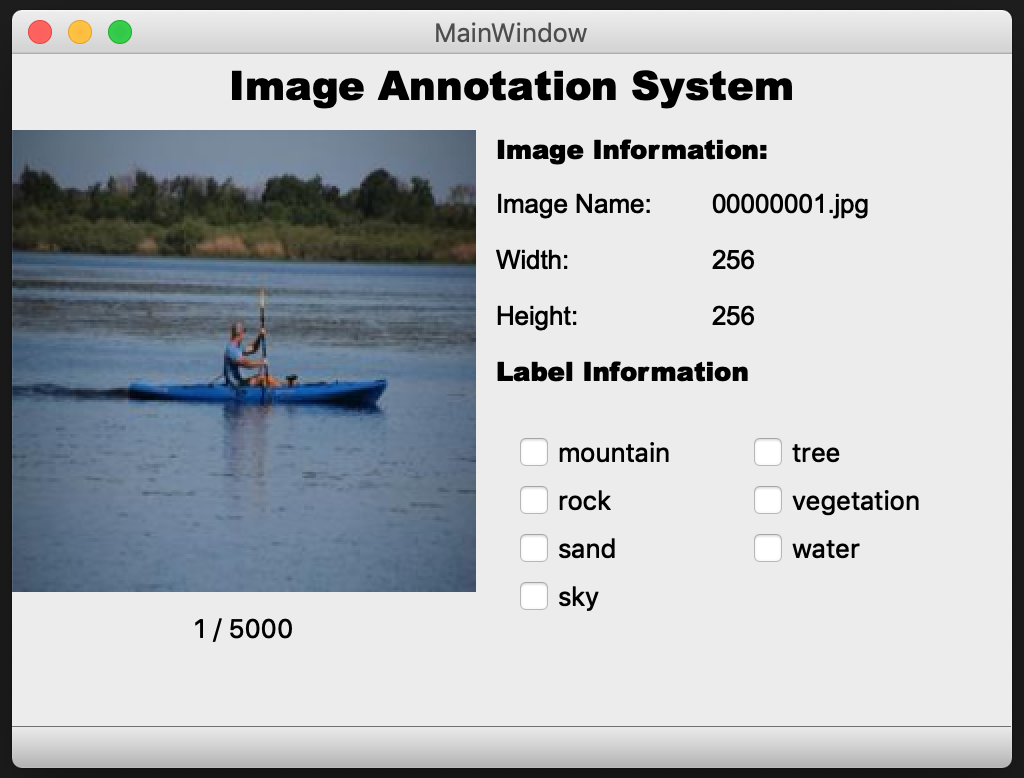 MainWindow
Image Annotation System
Image Information:
Image Name: 00000001.jpg
Width: 256
Height: 256
Label Information
mountain tree
rock vegetation
sand water
sky
1 / 5000